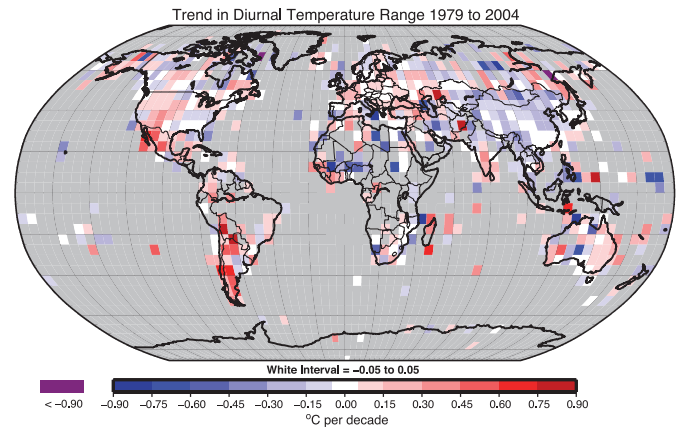 Trend in Diurnal Temperature Range 1979 to 2004
White Interval = −0.05 to 0.05
< −0.90 −0.90 −0.75 −0.60 −0.45 −0.30 −0.15 0.00 0.15 0.30 0.45 0.60 0.75 0.90
°C per decade